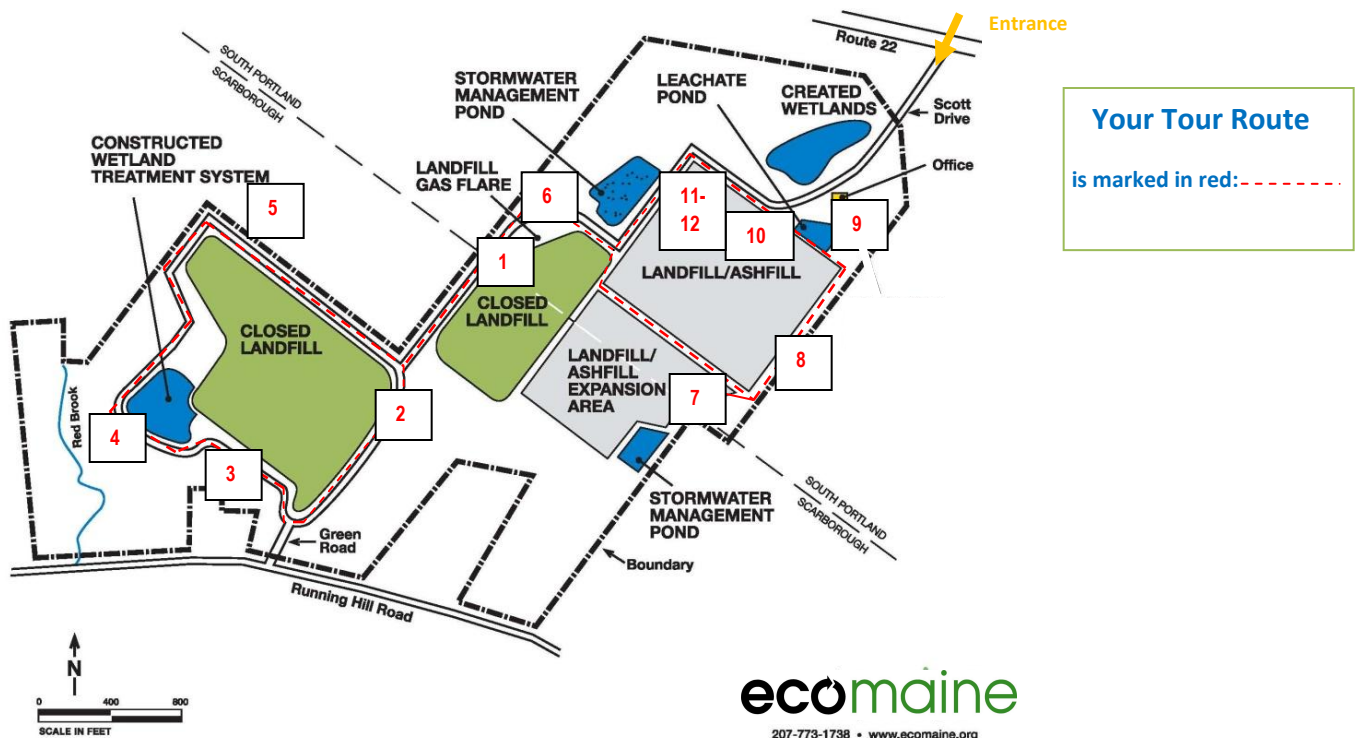 Entrance
Route 22
SOUTH PORTLAND
SCARBOROUGH
STORMWATER
MANAGEMENT
POND
LEACHATE
POND
CREATED
WETLANDS
Scott
Drive
Your Tour Route
is marked in red:
CONSTRUCTED
WETLAND
TREATMENT SYSTEM
LANDFILL
GAS FLARE
Office
5
6
11-
12
10
9
1
LANDFILL/ASHFILL
CLOSED
LANDFILL
CLOSED
LANDFILL
LANDFILL/
ASHFILL
EXPANSION
AREA
8
7
2
4
Red Brook
3
STORMWATER
MANAGEMENT
POND
SOUTH PORTLAND
SCARBOROUGH
Green
Road
Boundary
Running Hill Road
N
0 400 800
SCALE IN FEET
ecomaine
207-773-1738 • www.ecomaine.org